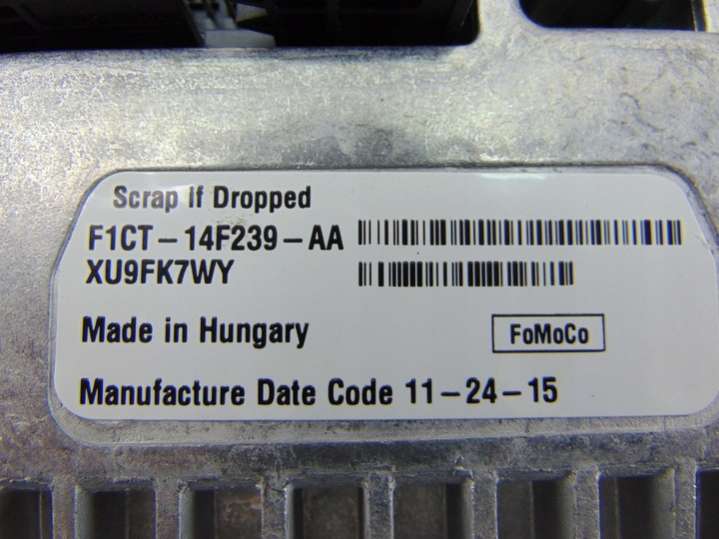 Scrap If Dropped
F1CT-14F239-AA
XU9FK7WY
Made in Hungary
FoMoCo
Manufacture Date Code 11-24-15